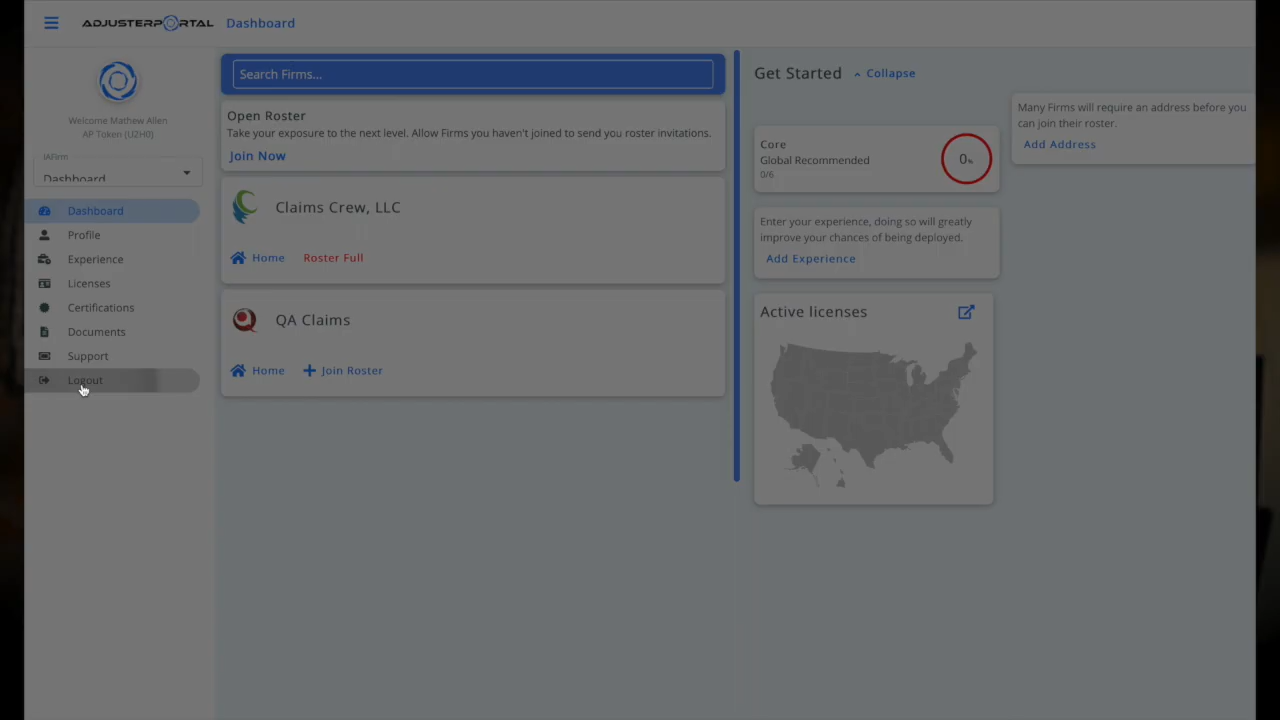 ADJUSTERPORTAL Dashboard
Welcome Mathew Allen
AP Token (U2H0)
IAFirm
Dashboard
Dashboard
Profile
Experience
Licenses
Certifications
Documents
Support
Logout
Search Firms...
Open Roster
Take your exposure to the next level. Allow Firms you haven't joined to send you roster invitations.
Join Now
Claims Crew, LLC
Home Roster Full
QA Claims
Home Join Roster
Get Started Collapse
Core
Global Recommended
0/6
0%
Many Firms will require an address before you
can join their roster.
Add Address
Enter your experience, doing so will greatly
improve your chances of being deployed.
Add Experience
Active licenses